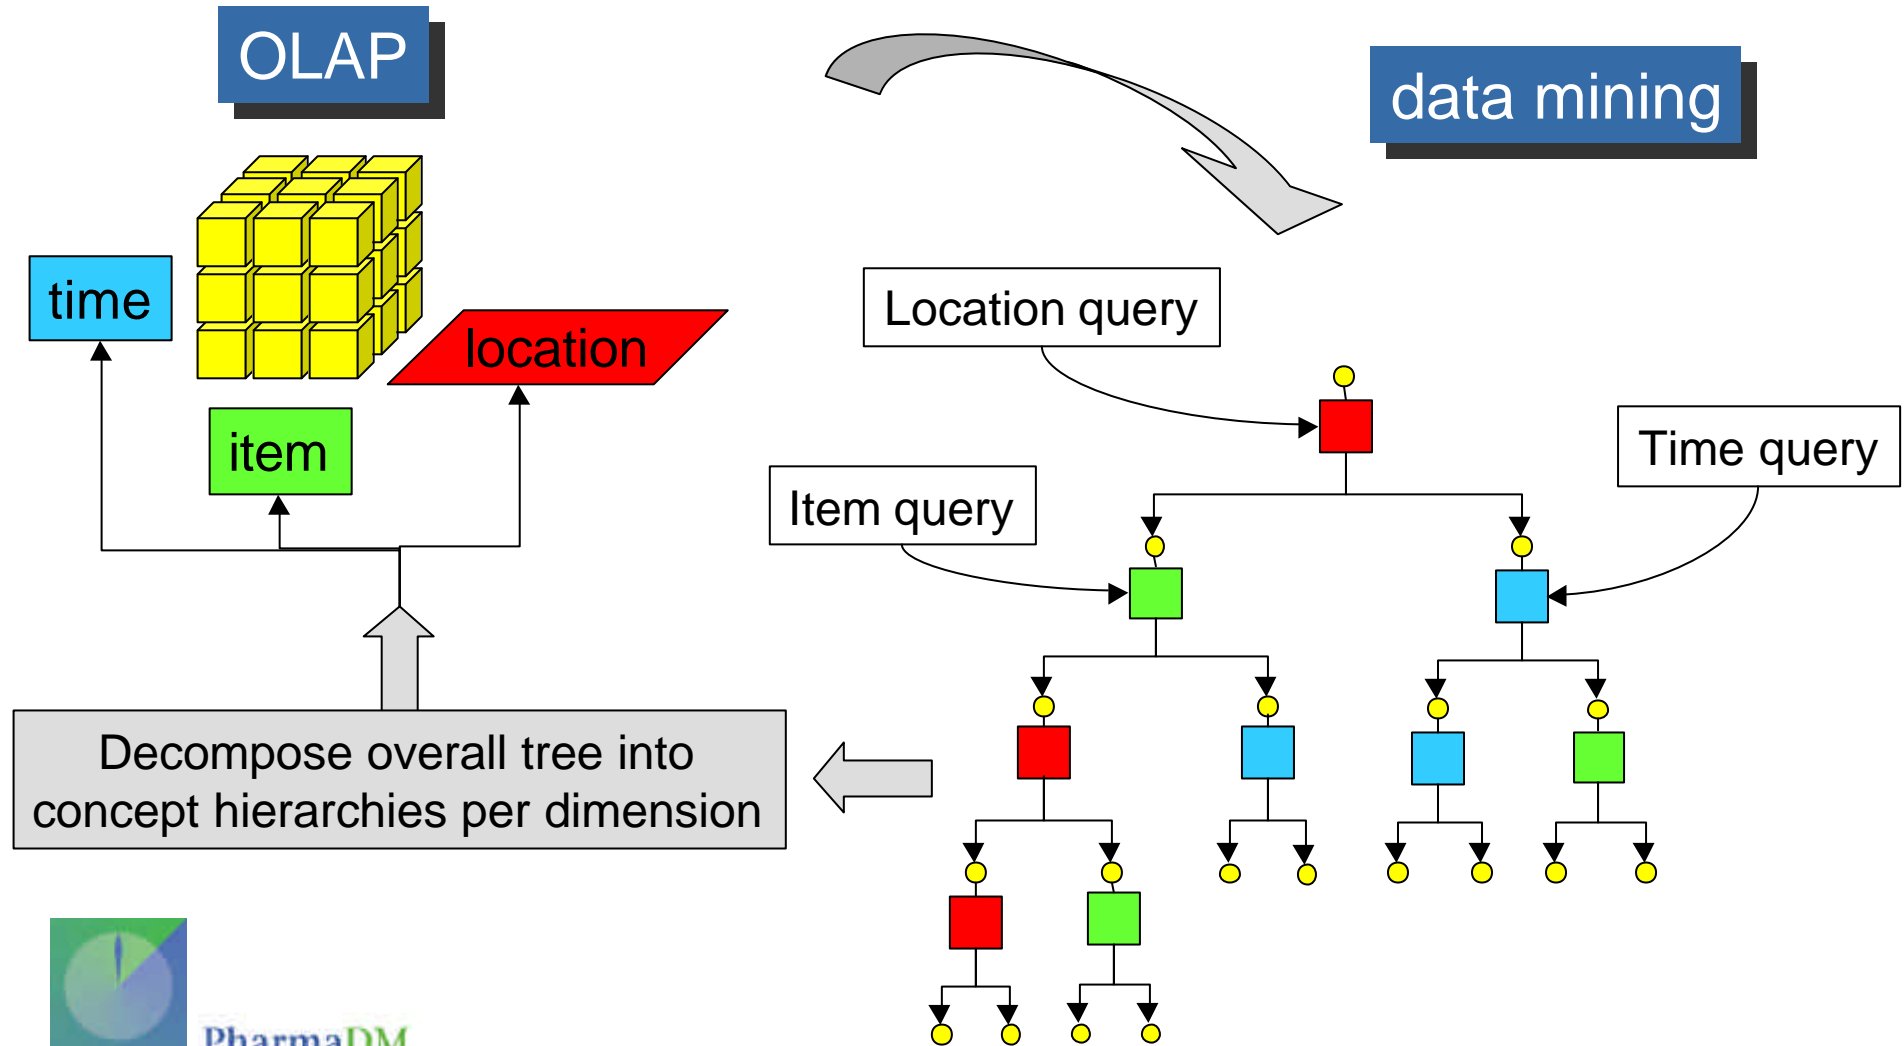 OLAP
data mining
time
location
item
Location query
Item query
Time query
Decompose overall tree into
concept hierarchies per dimension
PharmaDM